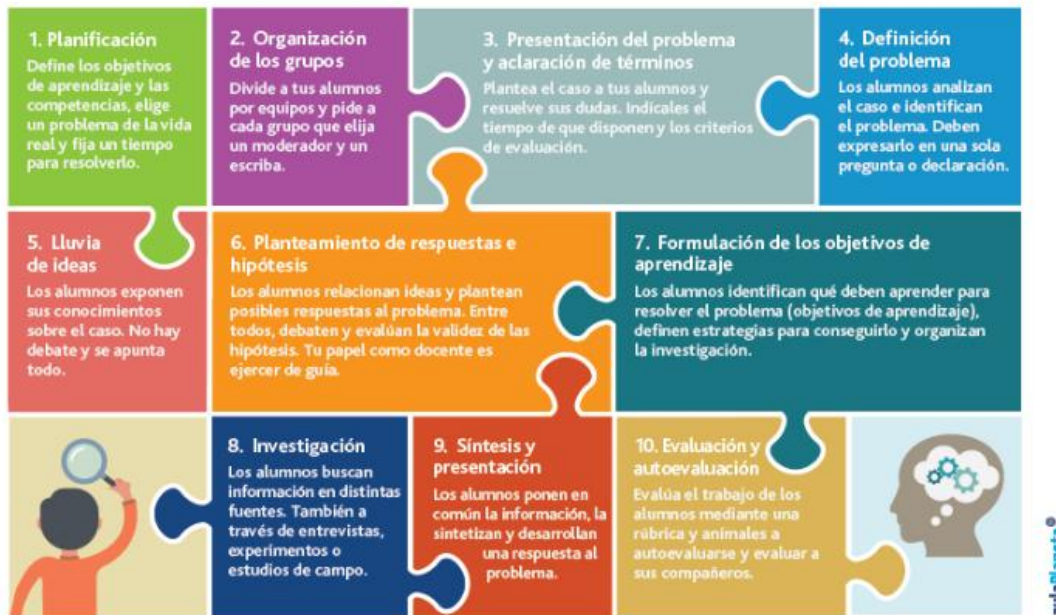 1. Planificación
Define los objetivos
de aprendizaje y las
competencias, elige
un problema de la vida
real y fija un tiempo
para resolverlo.
2. Organización
de los grupos
Divide a tus alumnos
por equipos y pide a
cada grupo que elija
un moderador y un
escriba.
3. Presentación del problema
y aclaración de términos
Plantea el caso a tus alumnos y
resuelve sus dudas. Indícales el
tiempo de que disponen y los criterios
de evaluación.
4. Definición
del problema
Los alumnos analizan
el caso e identifican
el problema. Deben
expresarlo en una sola
pregunta o declaración.
5. Lluvia
de ideas
Los alumnos exponen
sus conocimientos
sobre el caso. No hay
debate y se apunta
todo.
6. Planteamiento de respuestas e
hipótesis
Los alumnos relacionan ideas y plantean
posibles respuestas al problema. Entre
todos, debaten y evalúan la validez de las
hipótesis. Tu papel como docente es
ejercer de guía.
7. Formulación de los objetivos de
aprendizaje
Los alumnos identifican qué deben aprender para
resolver el problema (objetivos de aprendizaje),
definen estrategias para conseguirlo y organizan
la investigación.
8. Investigación
Los alumnos buscan
información en distintas
fuentes. También a
través de entrevistas,
experimentos o
estudios de campo.
9. Síntesis y
presentación
Los alumnos ponen en
común la información, la
sintetizan y desarrollan
una respuesta al
problema.
10. Evaluación y
autoevaluación
Evalúa el trabajo de los
alumnos mediante una
rúbrica y anímales a
autoevaluarse y evaluar a
sus compañeros.